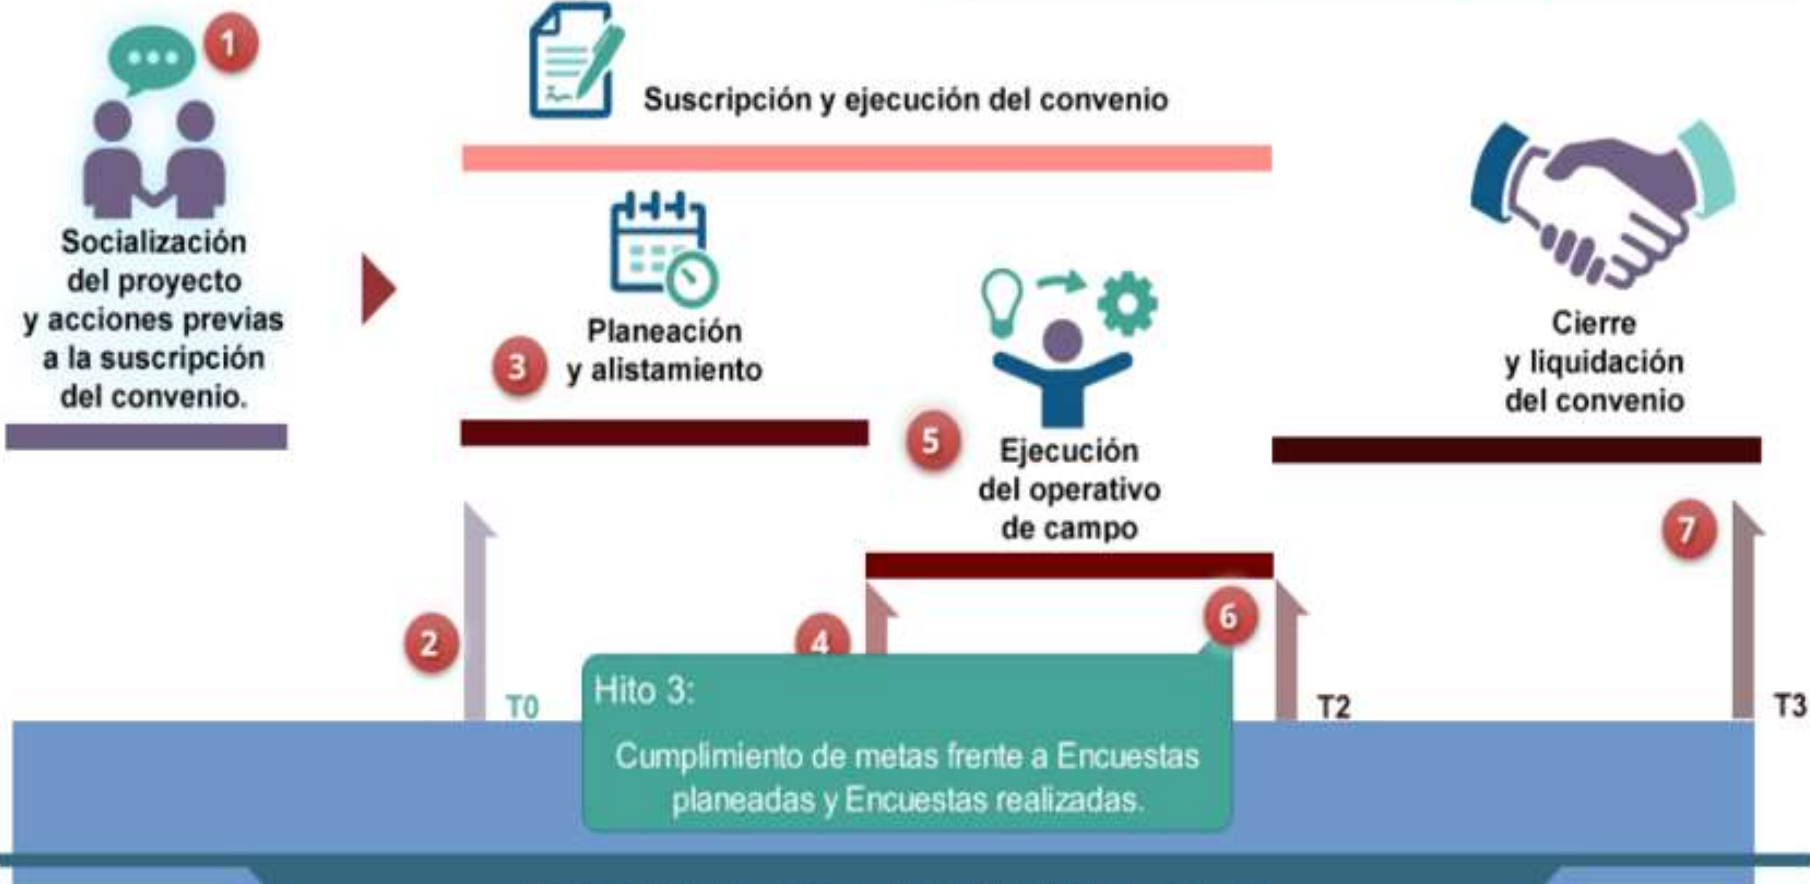 1
Socialización
del proyecto
y acciones previas
a la suscripción
del convenio.
Suscripción y ejecución del convenio
3
Planeación
y alistamiento
5
Ejecución
del operativo
de campo
Cierre
y liquidación
del convenio
2
T0
4
6
T2
7
T3
Hito 3:
Cumplimiento de metas frente a Encuestas
planeadas y Encuestas realizadas.